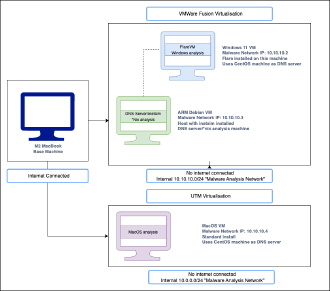 VMWare Fusion Virtualisation
FlareVM
Windows analysis
Windows 11 VM
Malware Network IP: 10.10.10.2
Flare installed on this machine
Uses CentOS machine as DNS server
DNS Server/inetsim
*nix analysis
ARM Debian VM
Malware Network IP: 10.10.10.3
Host with inetsim installed
DNS server/*nix analysis machine
M2 MacBook
Base Machine
Internet Connected
No internet connected
Internal 10.10.10.0/24 "Malware Analysis Network"
UTM Virtualisation
MacOS analysis
MacOS VM
Malware Network IP: 10.10.10.4
Standard install
Uses CentOS machine as DNS server
No internet connected
Internal 10.0.0.0/24 "Malware Analysis Network"